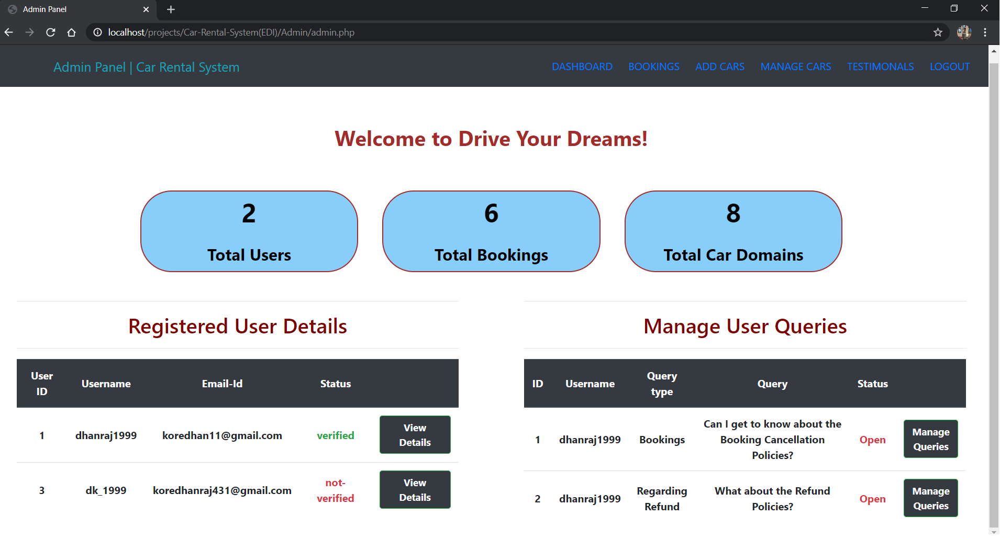 Admin Panel
localhost/projects/Car-Rental-System(EDI)/Admin/admin.php
Admin Panel | Car Rental System
DASHBOARD
BOOKINGS
ADD CARS
MANAGE CARS
TESTIMONALS
LOGOUT
Welcome to Drive Your Dreams!
2
Total Users
6
Total Bookings
8
Total Car Domains
Registered User Details
User
ID
Username
Email-Id
Status
1
dhanraj1999
koredhan11@gmail.com
verified
View
Details
3
dk_1999
koredhanraj431@gmail.com
not-
verified
View
Details
Manage User Queries
ID
Username
Query
type
Query
Status
1
dhanraj1999
Bookings
Can I get to know about the
Booking Cancellation
Policies?
Open
Manage
Queries
2
dhanraj1999
Regarding
Refund
What about the Refund
Policies?
Open
Manage
Queries